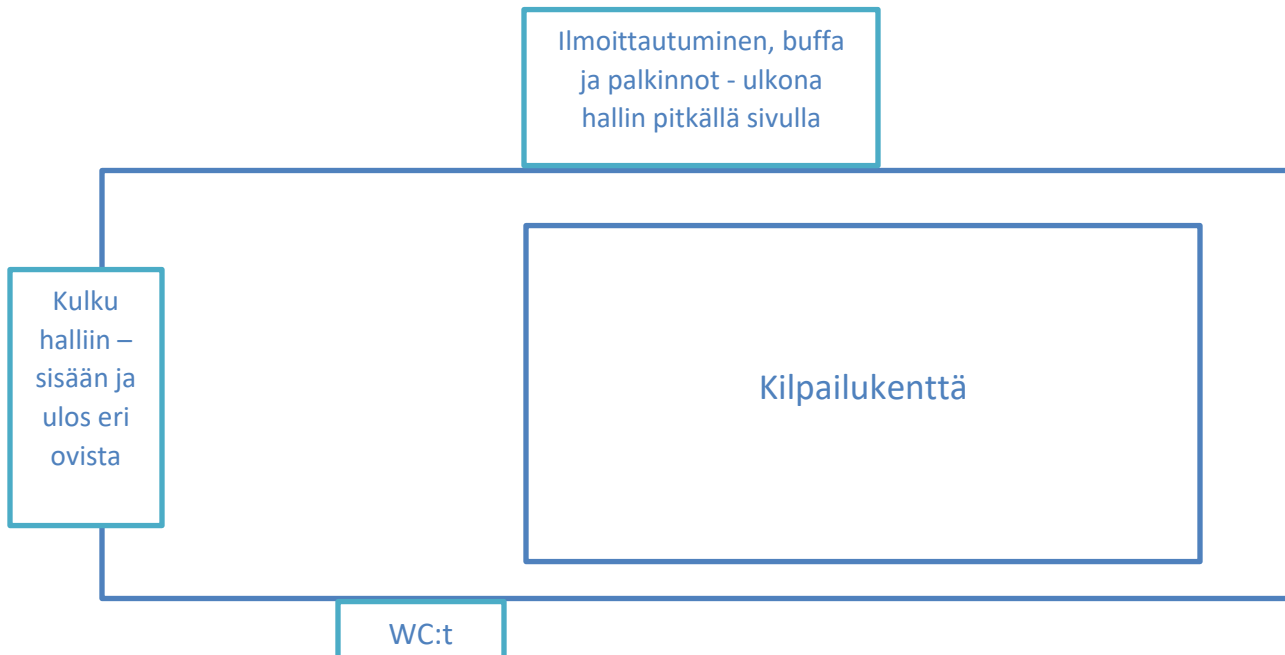 Ilmoittautuminen, buffa
ja palkinnot - ulkona
hallin pitkällä sivulla
Kulku
halliin –
sisään ja
ulos eri
ovista
Kilpailukenttä
WC:t